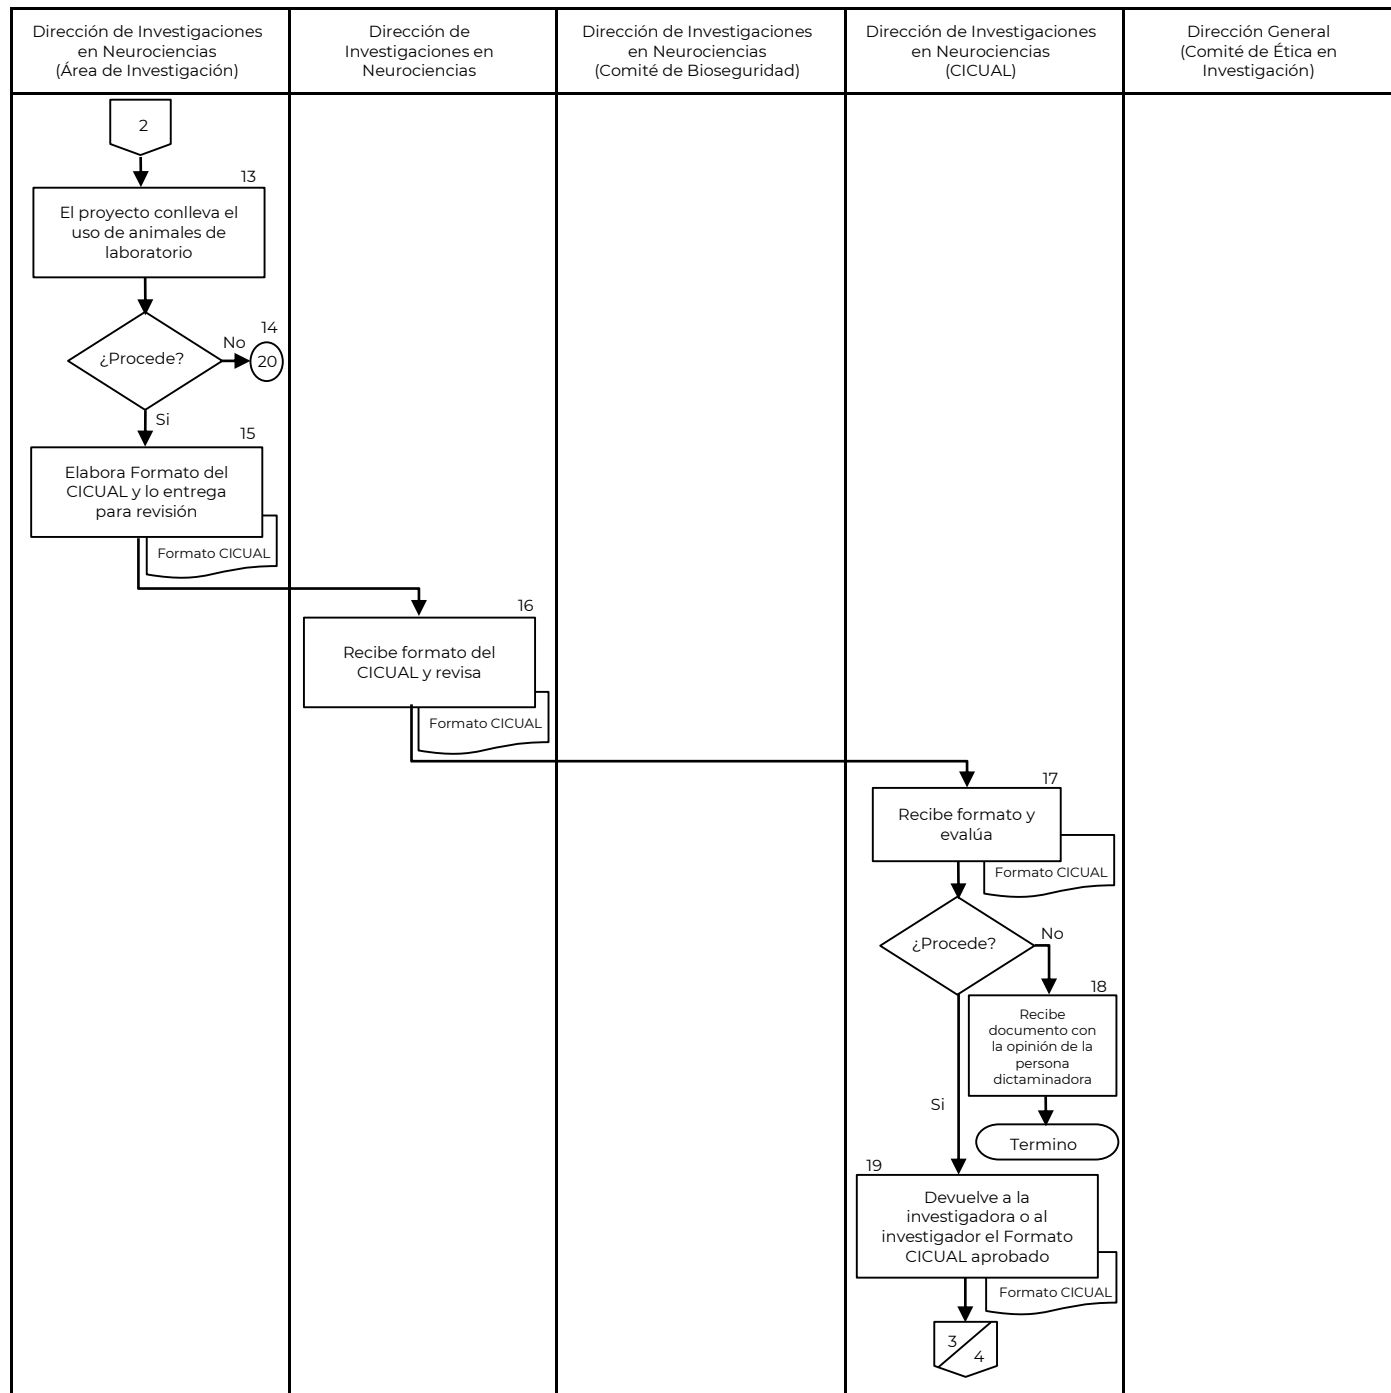 Dirección de Investigaciones
en Neurociencias
(Área de Investigación)
Dirección de
Investigaciones en
Neurociencias
Dirección de Investigaciones
en Neurociencias
(Comité de Bioseguridad)
Dirección de Investigaciones
en Neurociencias
(CICUAL)
Dirección General
(Comité de Ética en
Investigación)
2
13
El proyecto conlleva el
uso de animales de
laboratorio
¿Procede?
No
14
20
Si
15
Elabora Formato del
CICUAL y lo entrega
para revisión
Formato CICUAL
16
Recibe formato del
CICUAL y revisa
Formato CICUAL
17
Recibe formato y
evalúa
Formato CICUAL
¿Procede?
No
18
Recibe
documento con
la opinión de la
persona
dictaminadora
Si
Termino
19
Devuelve a la
investigadora o al
investigador el Formato
CICUAL aprobado
Formato CICUAL
3
4